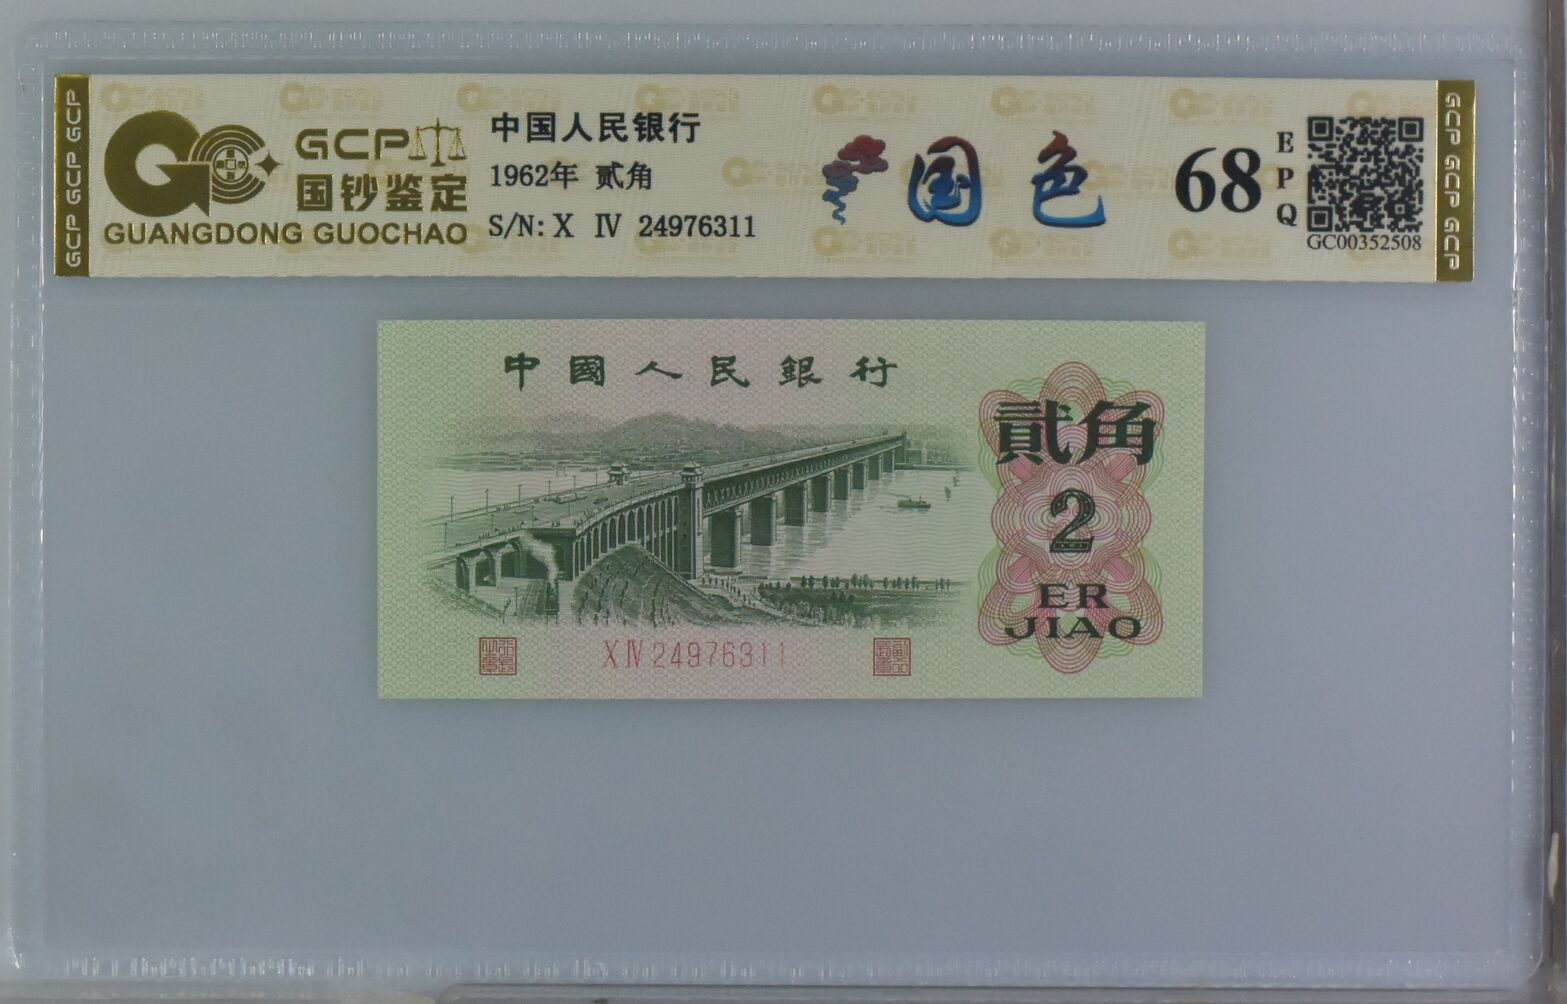 GCP GCP GCP
GCP
国钞鉴定
GUANGDONG GUOCHAO
中国人民银行
1962年 贰角
S/N: X IV 24976311
国色
68
EPQ
GC00352508
GCP GCP GCP
中國人民銀行
貳角
2
ER
JIAO
X IV 24976311